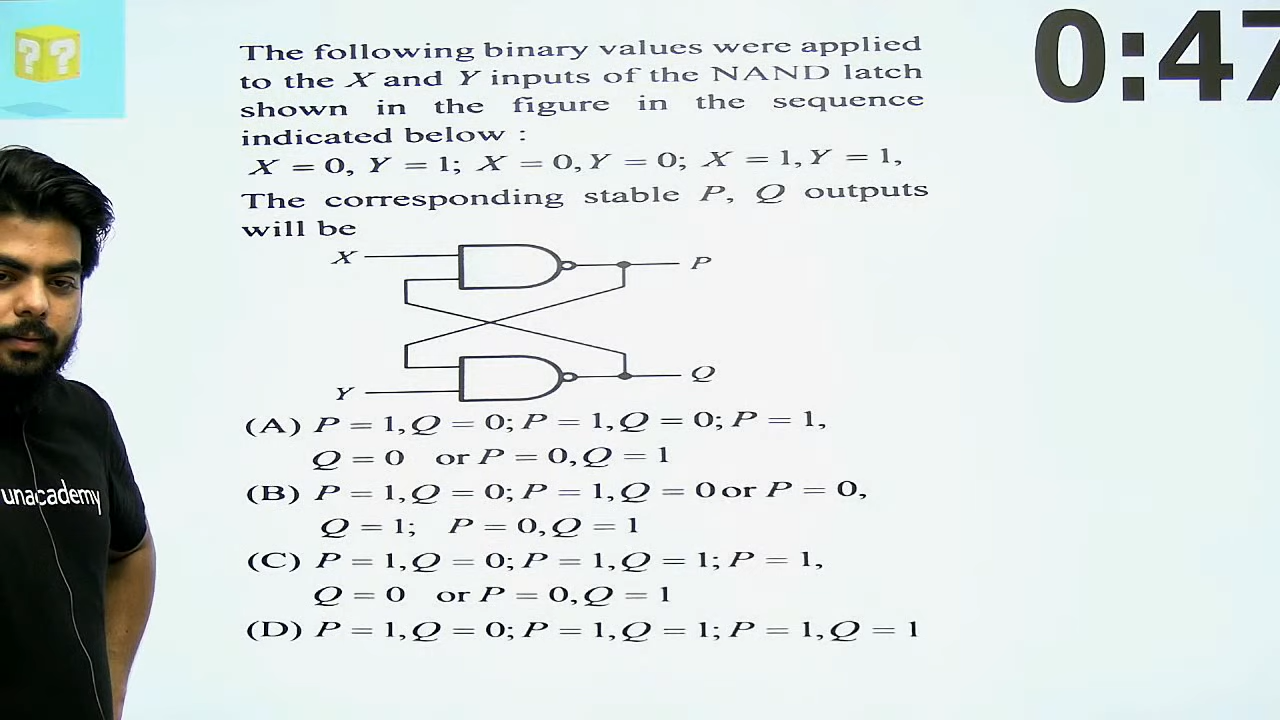 ? ?
0:47
The following binary values were applied
to the X and Y inputs of the NAND latch
shown in the figure in the sequence
indicated below :
X = 0, Y = 1; X = 0, Y = 0; X = 1, Y = 1,
The corresponding stable P, Q outputs
will be
X
P
Q
Y
(A) P = 1, Q = 0; P = 1, Q = 0; P = 1,
Q = 0 or P = 0, Q = 1
(B) P = 1, Q = 0; P = 1, Q = 0 or P = 0,
Q = 1; P = 0, Q = 1
(C) P = 1, Q = 0; P = 1, Q = 1; P = 1,
Q = 0 or P = 0, Q = 1
(D) P = 1, Q = 0; P = 1, Q = 1; P = 1, Q = 1
unacademy